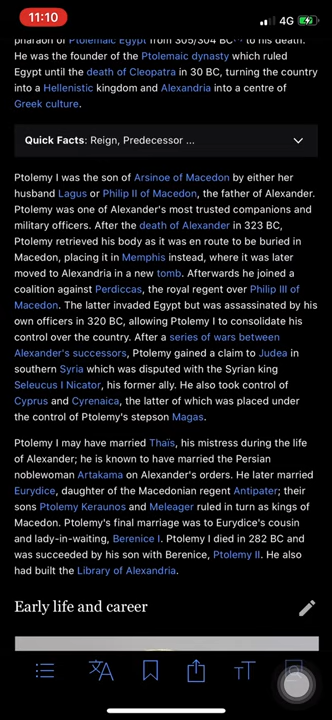 11:10
4G
pharaoh of Ptolemaic Egypt from 305/304 BC to his death.
He was the founder of the Ptolemaic dynasty which ruled
Egypt until the death of Cleopatra in 30 BC, turning the country
into a Hellenistic kingdom and Alexandria into a centre of
Greek culture.
Quick Facts: Reign, Predecessor ...
Ptolemy I was the son of Arsinoe of Macedon by either her
husband Lagus or Philip II of Macedon, the father of Alexander.
Ptolemy was one of Alexander's most trusted companions and
military officers. After the death of Alexander in 323 BC,
Ptolemy retrieved his body as it was en route to be buried in
Macedon, placing it in Memphis instead, where it was later
moved to Alexandria in a new tomb. Afterwards he joined a
coalition against Perdiccas, the royal regent over Philip III of
Macedon. The latter invaded Egypt but was assassinated by his
own officers in 320 BC, allowing Ptolemy I to consolidate his
control over the country. After a series of wars between
Alexander's successors, Ptolemy gained a claim to Judea in
southern Syria which was disputed with the Syrian king
Seleucus I Nicator, his former ally. He also took control of
Cyprus and Cyrenaica, the latter of which was placed under
the control of Ptolemy's stepson Magas.
Ptolemy I may have married Thaïs, his mistress during the life
of Alexander; he is known to have married the Persian
noblewoman Artakama on Alexander's orders. He later married
Eurydice, daughter of the Macedonian regent Antipater; their
sons Ptolemy Keraunos and Meleager ruled in turn as kings of
Macedon. Ptolemy's final marriage was to Eurydice's cousin
and lady-in-waiting, Berenice I. Ptolemy I died in 282 BC and
was succeeded by his son with Berenice, Ptolemy II. He also
had built the Library of Alexandria.
Early life and career